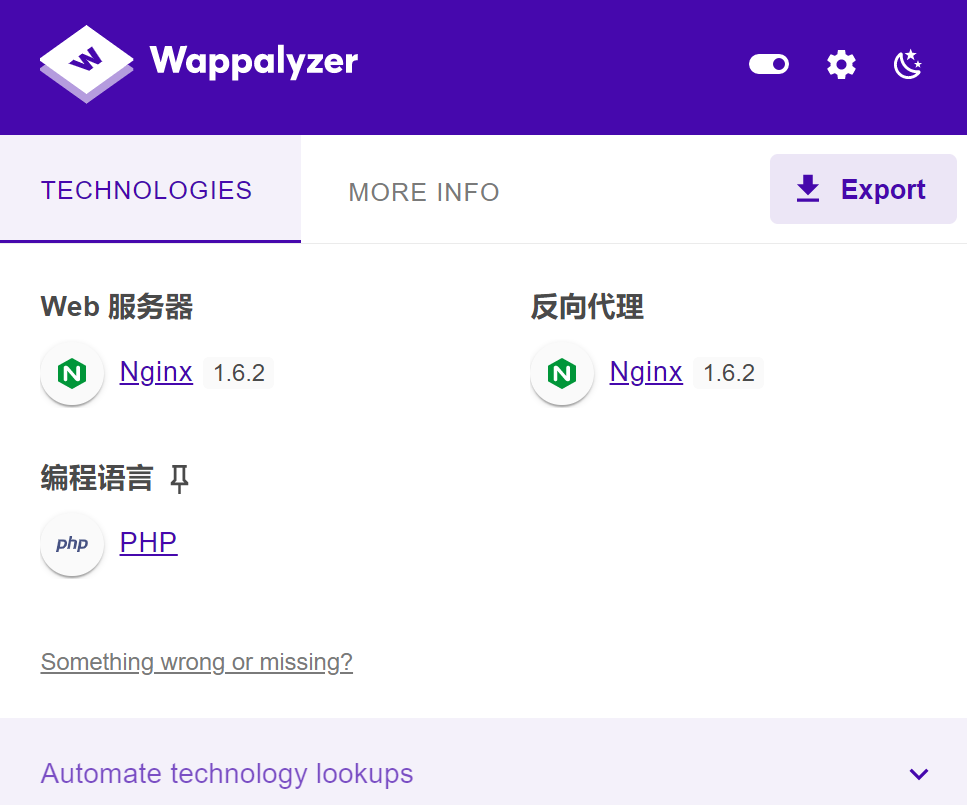 Wappalyzer
TECHNOLOGIES
MORE INFO
Export
Web 服务器
Nginx 1.6.2
反向代理
Nginx 1.6.2
编程语言
php PHP
Something wrong or missing?
Automate technology lookups